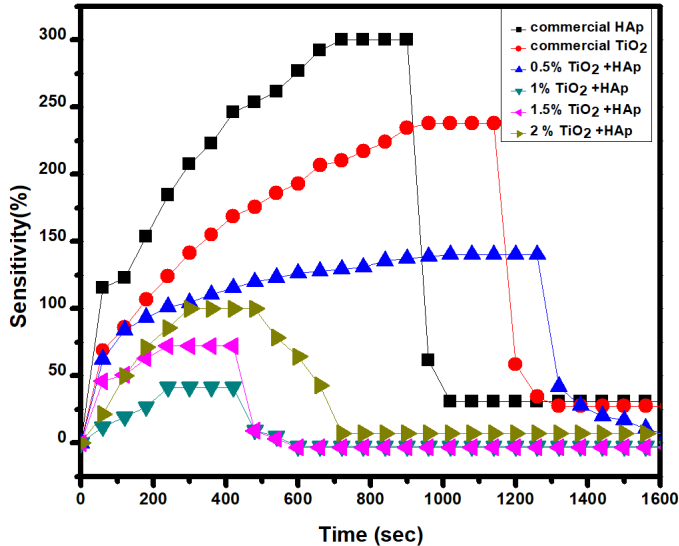 300
250
200
150
100
50
0
Sensitivity(%)
commercial HAp
commercial TiO2
0.5% TiO2 +HAp
1% TiO2 +HAp
1.5% TiO2 +HAp
2 % TiO2 +HAp
0 200 400 600 800 1000 1200 1400 1600
Time (sec)